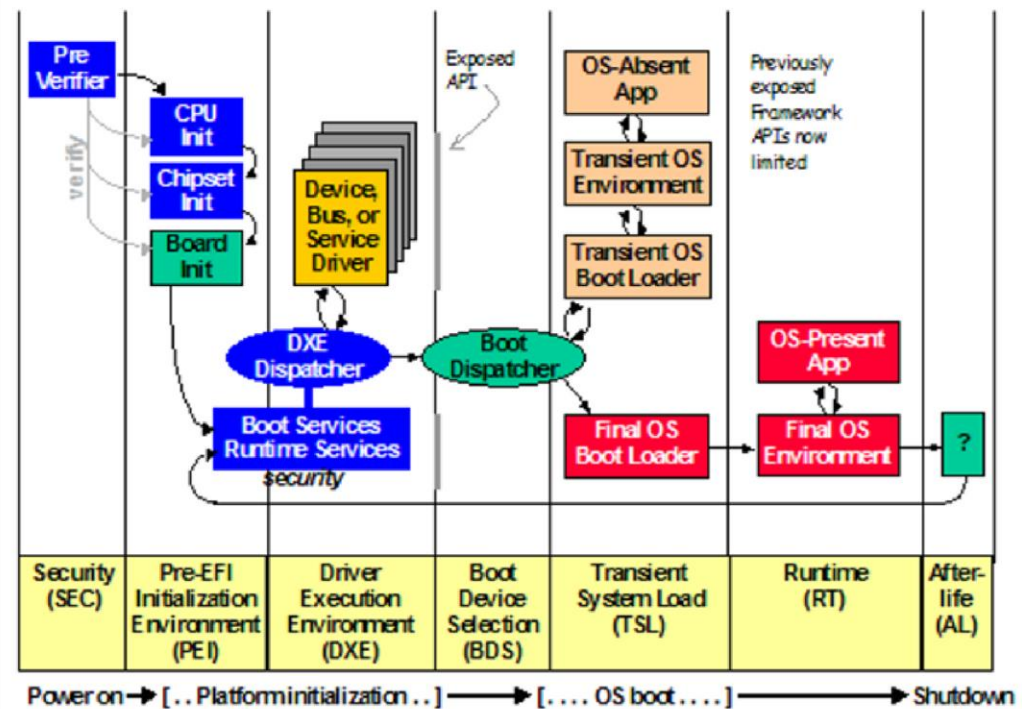 Pre
Verifier
verify
CPU
Init
Chipset
Init
Board
Init
Device,
Bus, or
Service
Driver
DXE
Dispatcher
Boot Services
Runtime Services
security
Exposed
API
Boot
Dispatcher
OS-Absent
App
Transient OS
Environment
Transient OS
Boot Loader
Final OS
Boot Loader
Previously
exposed
Framework
APIs now
limited
OS-Present
App
Final OS
Environment
?
Security
(SEC)
Pre-EFI
Initialization
Environment
(PEI)
Driver
Execution
Environment
(DXE)
Boot
Device
Selection
(BDS)
Transient
System Load
(TSL)
Runtime
(RT)
After-
life
(AL)
Power on [. . Platform initialization . .] [. . . . OS boot . . . .] Shutdown